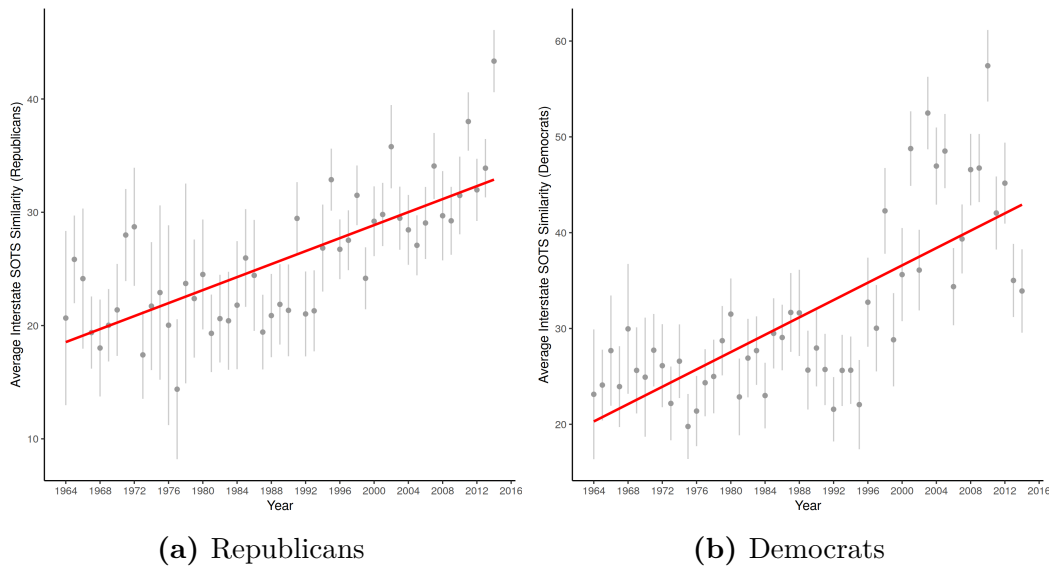 Average Interstate SOTS Similarity (Republicans)
40
30
20
10
1964 1968 1972 1976 1980 1984 1988 1992 1996 2000 2004 2008 2012 2016
Year
(a) Republicans
Average Interstate SOTS Similarity (Democrats)
60
50
40
30
20
1964 1968 1972 1976 1980 1984 1988 1992 1996 2000 2004 2008 2012 2016
Year
(b) Democrats